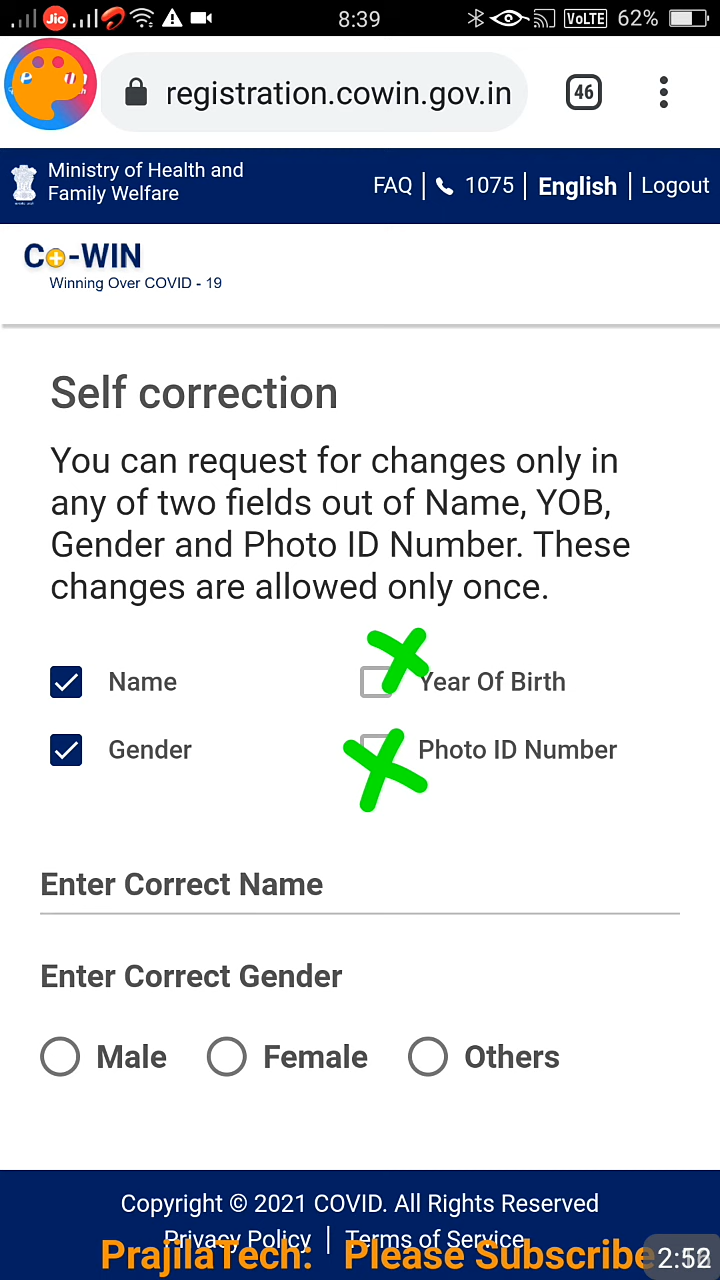 Jio 8:39 VoLTE 62%
registration.cowin.gov.in 46
Ministry of Health and
Family Welfare
FAQ | 1075 | English | Logout
Co-WIN
Winning Over COVID - 19
Self correction
You can request for changes only in
any of two fields out of Name, YOB,
Gender and Photo ID Number. These
changes are allowed only once.
Name Year Of Birth
Gender Photo ID Number
Enter Correct Name
Enter Correct Gender
Male Female Others
Copyright © 2021 COVID. All Rights Reserved
Privacy Policy | Terms of Service
PrajilaTech: Please Subscribe